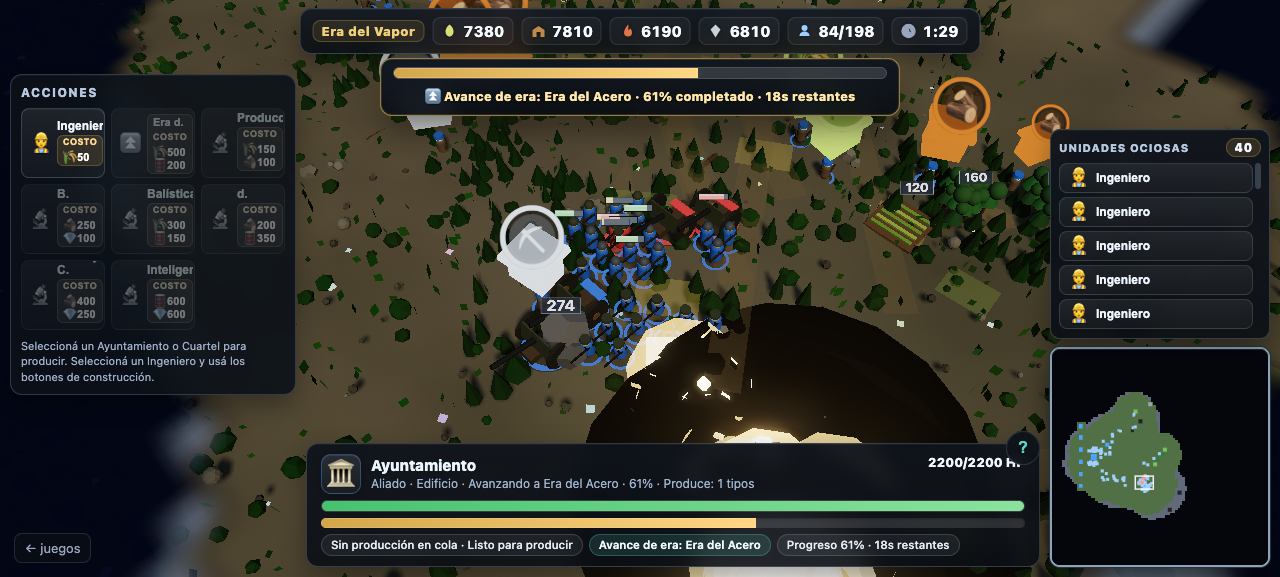 Era del Vapor 7380 7810 6190 6810 84/198 1:29
Avance de era: Era del Acero · 61% completado · 18s restantes
ACCIONES
Ingenier
COSTO
50
Era d.
COSTO
500
200
Producc
COSTO
150
100
B.
COSTO
250
100
Balística
COSTO
300
150
d.
COSTO
200
350
C.
COSTO
400
250
Inteligen
COSTO
600
600
Seleccioná un Ayuntamiento o Cuartel para
producir. Seleccioná un Ingeniero y usá los
botones de construcción.
120
160
274
UNIDADES OCIOSAS 40
Ingeniero
Ingeniero
Ingeniero
Ingeniero
Ingeniero
?
Ayuntamiento 2200/2200
Aliado · Edificio · Avanzando a Era del Acero · 61% · Produce: 1 tipos
Sin producción en cola · Listo para producir
Avance de era: Era del Acero
Progreso 61% · 18s restantes
← juegos